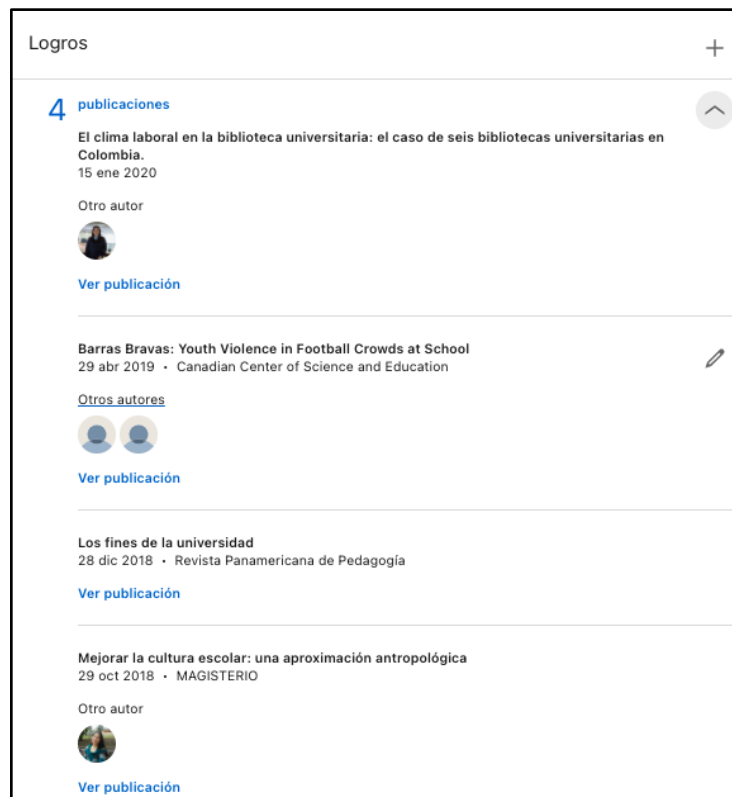 Logros
4 publicaciones
El clima laboral en la biblioteca universitaria: el caso de seis bibliotecas universitarias en
Colombia.
15 ene 2020
Otro autor
Ver publicación
Barras Bravas: Youth Violence in Football Crowds at School
29 abr 2019 • Canadian Center of Science and Education
Otros autores
Ver publicación
Los fines de la universidad
28 dic 2018 • Revista Panamericana de Pedagogía
Ver publicación
Mejorar la cultura escolar: una aproximación antropológica
29 oct 2018 • MAGISTERIO
Otro autor
Ver publicación